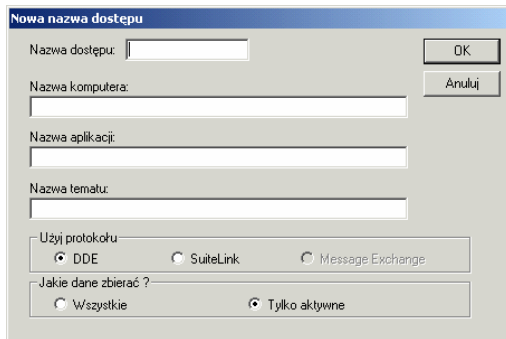 Nowa nazwa dostępu
Nazwa dostępu:
OK
Anuluj
Nazwa komputera:
Nazwa aplikacji:
Nazwa tematu:
Użyj protokołu
DDE SuiteLink Message Exchange
Jakie dane zbierać ?
Wszystkie Tylko aktywne